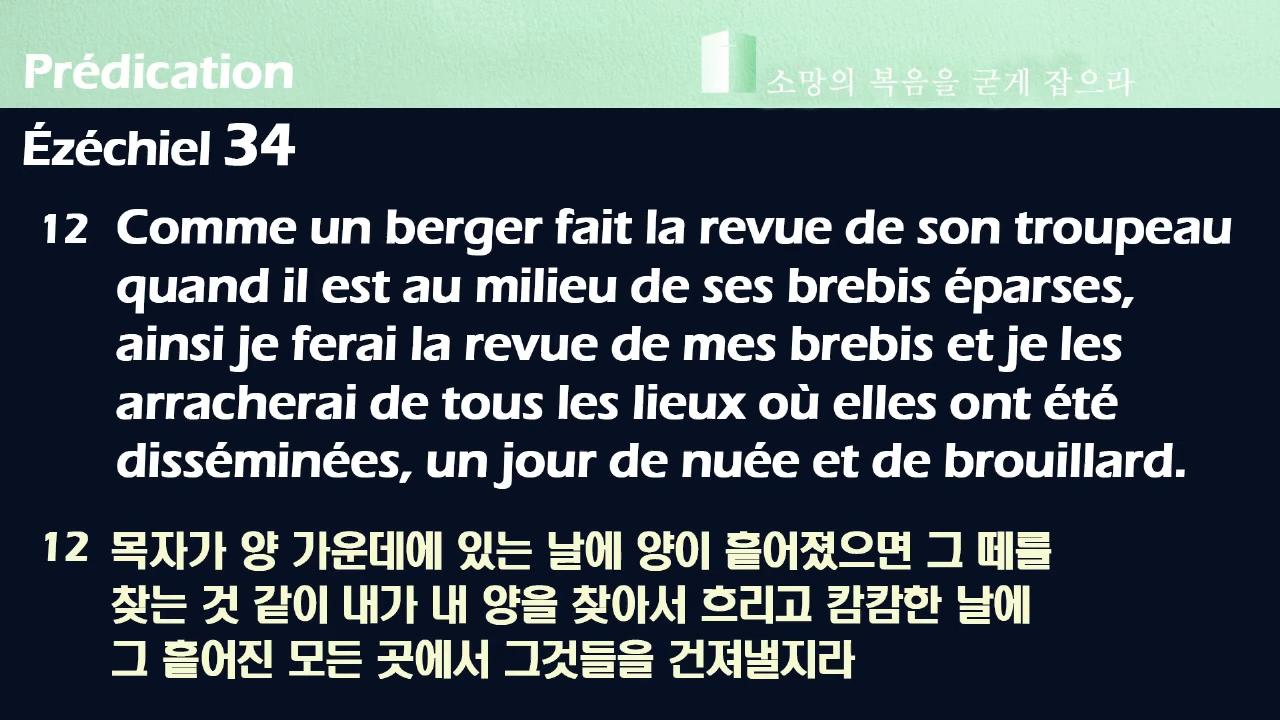 Prédication
소망의 복음을 굳게 잡으라
Ézéchiel 34
12 Comme un berger fait la revue de son troupeau
quand il est au milieu de ses brebis éparses,
ainsi je ferai la revue de mes brebis et je les
arracherai de tous les lieux où elles ont été
disséminées, un jour de nuée et de brouillard.
12 목자가 양 가운데에 있는 날에 양이 흩어졌으면 그 떼를
찾는 것 같이 내가 내 양을 찾아서 흐리고 캄캄한 날에
그 흩어진 모든 곳에서 그것들을 건져낼지라